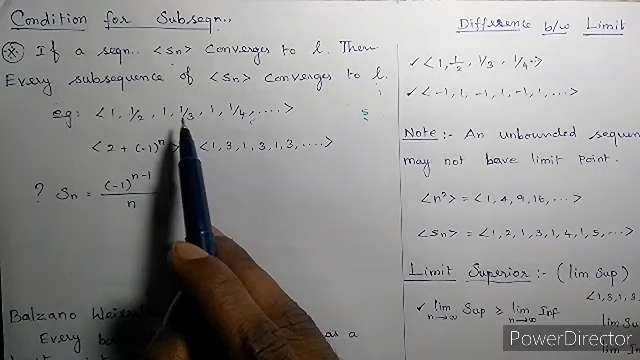 Condition for Subseqn..
(*) If a seqn.. <Sn> Converges to l. Then
Every subsequence of <Sn> Converges to l.
eg: < 1, 1/2, 1, 1/3, 1, 1/4, ....>
< 2 + (-1)^n > < 1, 3, 1, 3, 1, 3, ....>
? Sn = (-1)^(n-1) / n
Balzano
Every as a
Difference b/w Limit
✓ < 1, 1/2, 1/3, 1/4 ..>
✓ < -1, 1, -1, 1, -1, 1 ....>
Note :- An unbounded sequen
may not have limit point.
<n²> = < 1, 4, 9, 16, ...>
<Sn> = < 1, 2, 1, 3, 1, 4, 1, 5, ...>
Limit Superior :- (lim Sup)
<1, 3, 1, 3,
✓ lim n→∞ Sup ≥ lim n→∞ Inf
lim
PowerDirector